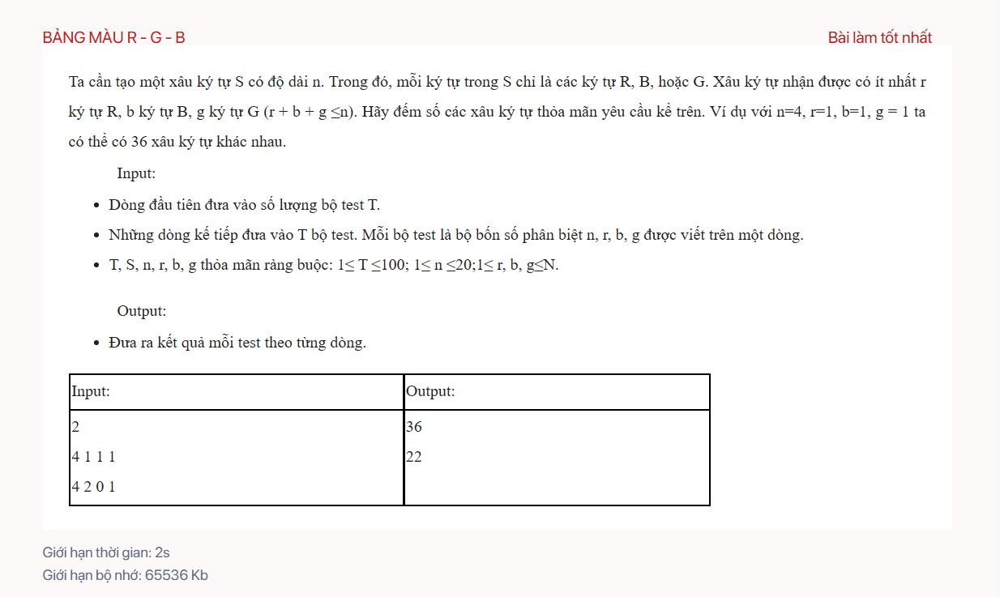 BẢNG MÀU R - G - B
Bài làm tốt nhất
Ta cần tạo một xâu ký tự S có độ dài n. Trong đó, mỗi ký tự trong S chỉ là các ký tự R, B, hoặc G. Xâu ký tự nhận được có ít nhất r
ký tự R, b ký tự B, g ký tự G (r + b + g ≤n). Hãy đếm số các xâu ký tự thỏa mãn yêu cầu kể trên. Ví dụ với n=4, r=1, b=1, g = 1 ta
có thể có 36 xâu ký tự khác nhau.
Input:
• Dòng đầu tiên đưa vào số lượng bộ test T.
• Những dòng kế tiếp đưa vào T bộ test. Mỗi bộ test là bộ bốn số phân biệt n, r, b, g được viết trên một dòng.
• T, S, n, r, b, g thỏa mãn ràng buộc: 1≤ T ≤100; 1≤ n ≤20;1≤ r, b, g≤N.
Output:
• Đưa ra kết quả mỗi test theo từng dòng.
Input:
Output:
2
4 1 1 1
4 2 0 1
36
22
Giới hạn thời gian: 2s
Giới hạn bộ nhớ: 65536 Kb